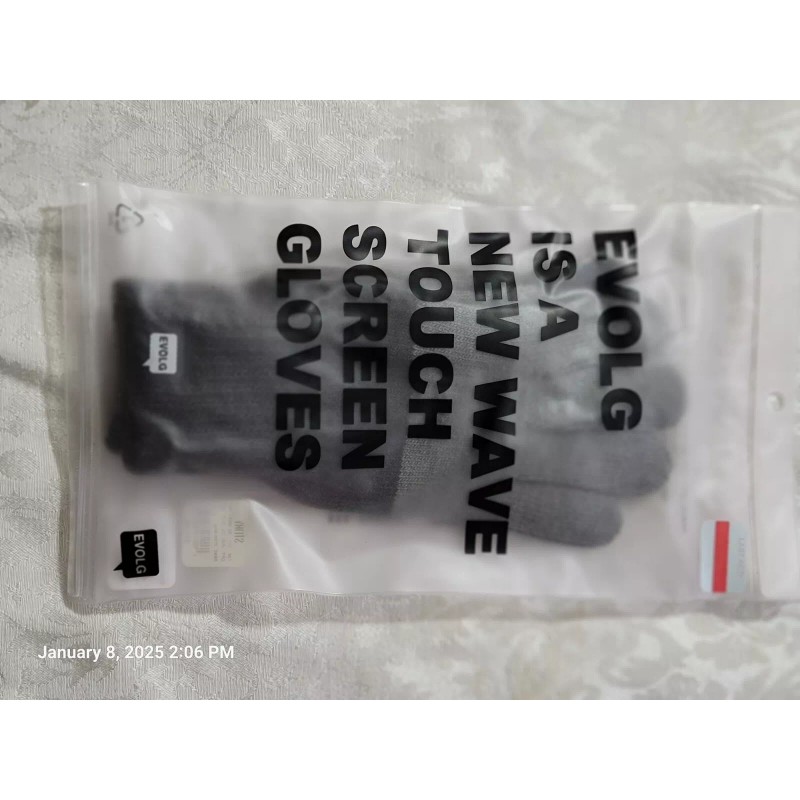 EVOLG
IS A
NEW WAVE
TOUCH
SCREEN
GLOVES
EVOLG
EVOLG
January 8, 2025 2:06 PM